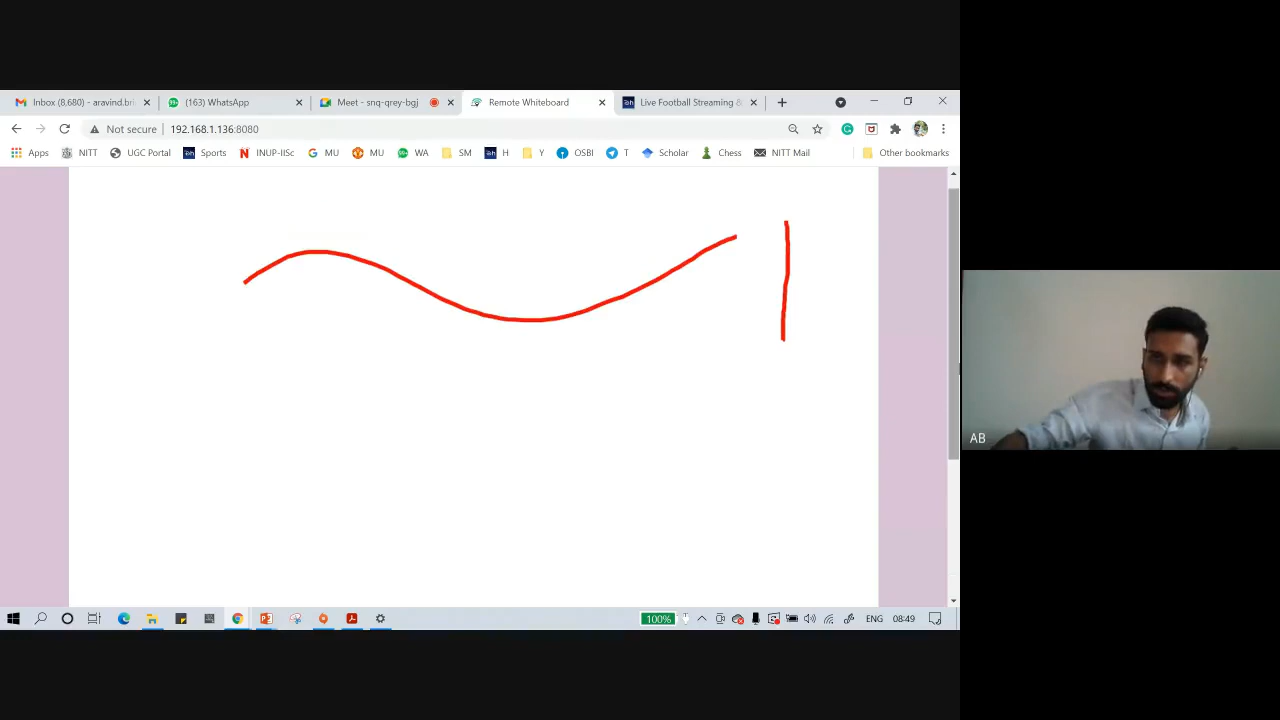 Inbox (8,680) - aravind.bri
(163) WhatsApp
Meet - snq-qrey-bgj
Remote Whiteboard
Live Football Streaming &
Not secure
192.168.1.136:8080
Apps
NITT
UGC Portal
Sports
INUP-IISc
MU
MU
WA
SM
H
Y
OSBI
T
Scholar
Chess
NITT Mail
Other bookmarks
AB
100%
ENG
08:49